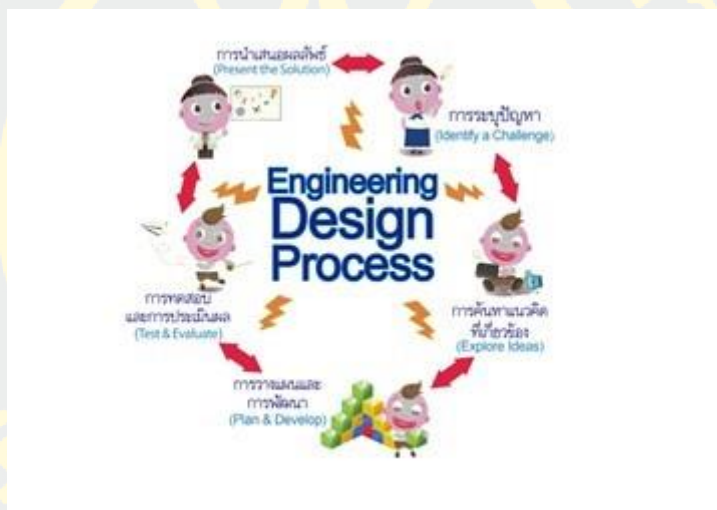 การนำเสนอผลลัพธ์
(Present the Solution)
การระบุปัญหา
(Identify a Challenge)
Engineering
Design
Process
การค้นหาแนวคิด
ที่เกี่ยวข้อง
(Explore Ideas)
การวางแผนและ
การพัฒนา
(Plan & Develop)
การทดสอบ
และการประเมินผล
(Test & Evaluate)